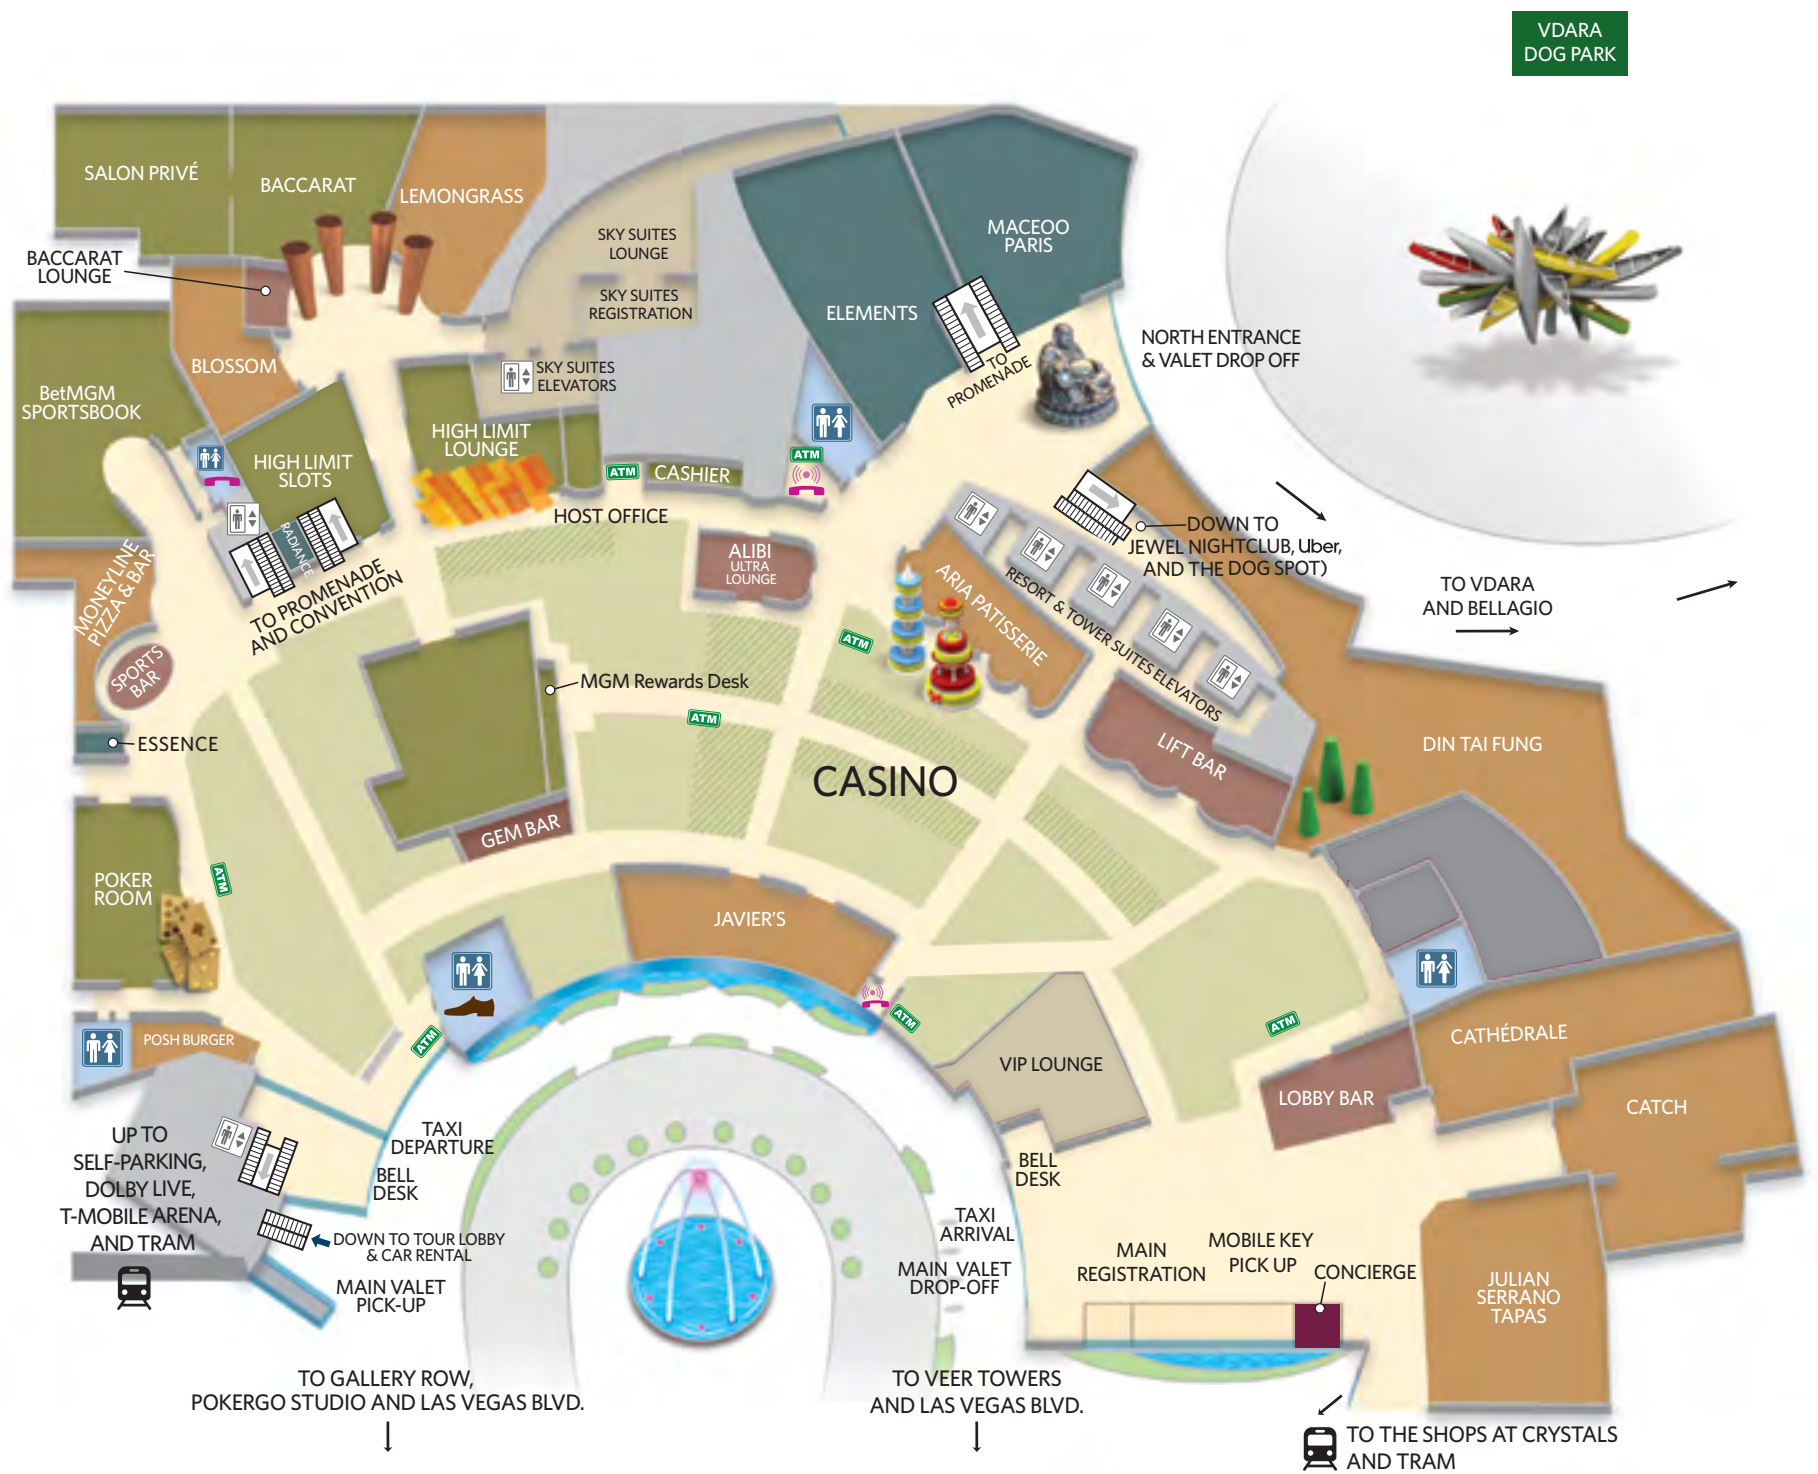 VDARA
DOG PARK
SALON PRIVÉ
BACCARAT
LEMONGRASS
BACCARAT
LOUNGE
SKY SUITES
LOUNGE
SKY SUITES
REGISTRATION
SKY SUITES
ELEVATORS
MACEOO
PARIS
ELEMENTS
TO
PROMENADE
NORTH ENTRANCE
& VALET DROP OFF
BLOSSOM
BetMGM
SPORTSBOOK
HIGH LIMIT
SLOTS
HIGH LIMIT
LOUNGE
ATM
CASHIER
ATM
HOST OFFICE
RADIANCE
TO PROMENADE
AND CONVENTION
MONEYLINE
PIZZA & BAR
SPORTS
BAR
ALIBI
ULTRA
LOUNGE
ARIA PATISSERIE
RESORT & TOWER SUITES ELEVATORS
DOWN TO
JEWEL NIGHTCLUB, Uber,
AND THE DOG SPOT)
TO VDARA
AND BELLAGIO
ATM
MGM Rewards Desk
ATM
ESSENCE
CASINO
LIFT BAR
DIN TAI FUNG
GEM BAR
POKER
ROOM
ATM
JAVIER'S
ATM
ATM
ATM
POSH BURGER
VIP LOUNGE
CATHÉDRALE
LOBBY BAR
CATCH
UP TO
SELF-PARKING,
DOLBY LIVE,
T-MOBILE ARENA,
AND TRAM
TAXI
DEPARTURE
BELL
DESK
DOWN TO TOUR LOBBY
& CAR RENTAL
MAIN VALET
PICK-UP
BELL
DESK
TAXI
ARRIVAL
MAIN VALET
DROP-OFF
MAIN
REGISTRATION
MOBILE KEY
PICK UP
CONCIERGE
JULIAN
SERRANO
TAPAS
TO GALLERY ROW,
POKERGO STUDIO AND LAS VEGAS BLVD.
TO VEER TOWERS
AND LAS VEGAS BLVD.
TO THE SHOPS AT CRYSTALS
AND TRAM